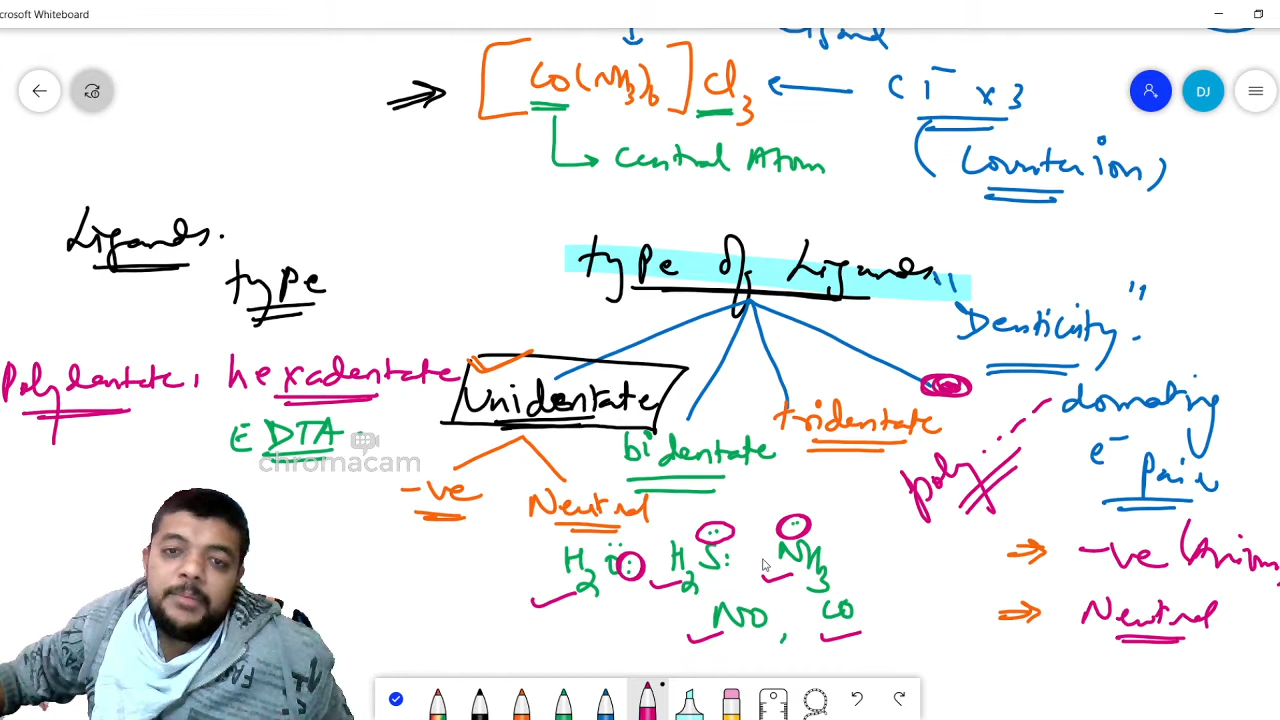 crosoft Whiteboard
Ligand
[Co(NH3)6]Cl3
Cl- x 3
(Counter ion)
Central Atom
DJ
Ligands.
type
type of Ligands
"Denticity"
donating
e- pair
Polydentate, hexadentate
EDTA
chromacam
Unidentate
bidentate
tridentate
poly
-ve
Neutral
H2O H2S: NH3
NO, CO
-ve (Anion
Neutral